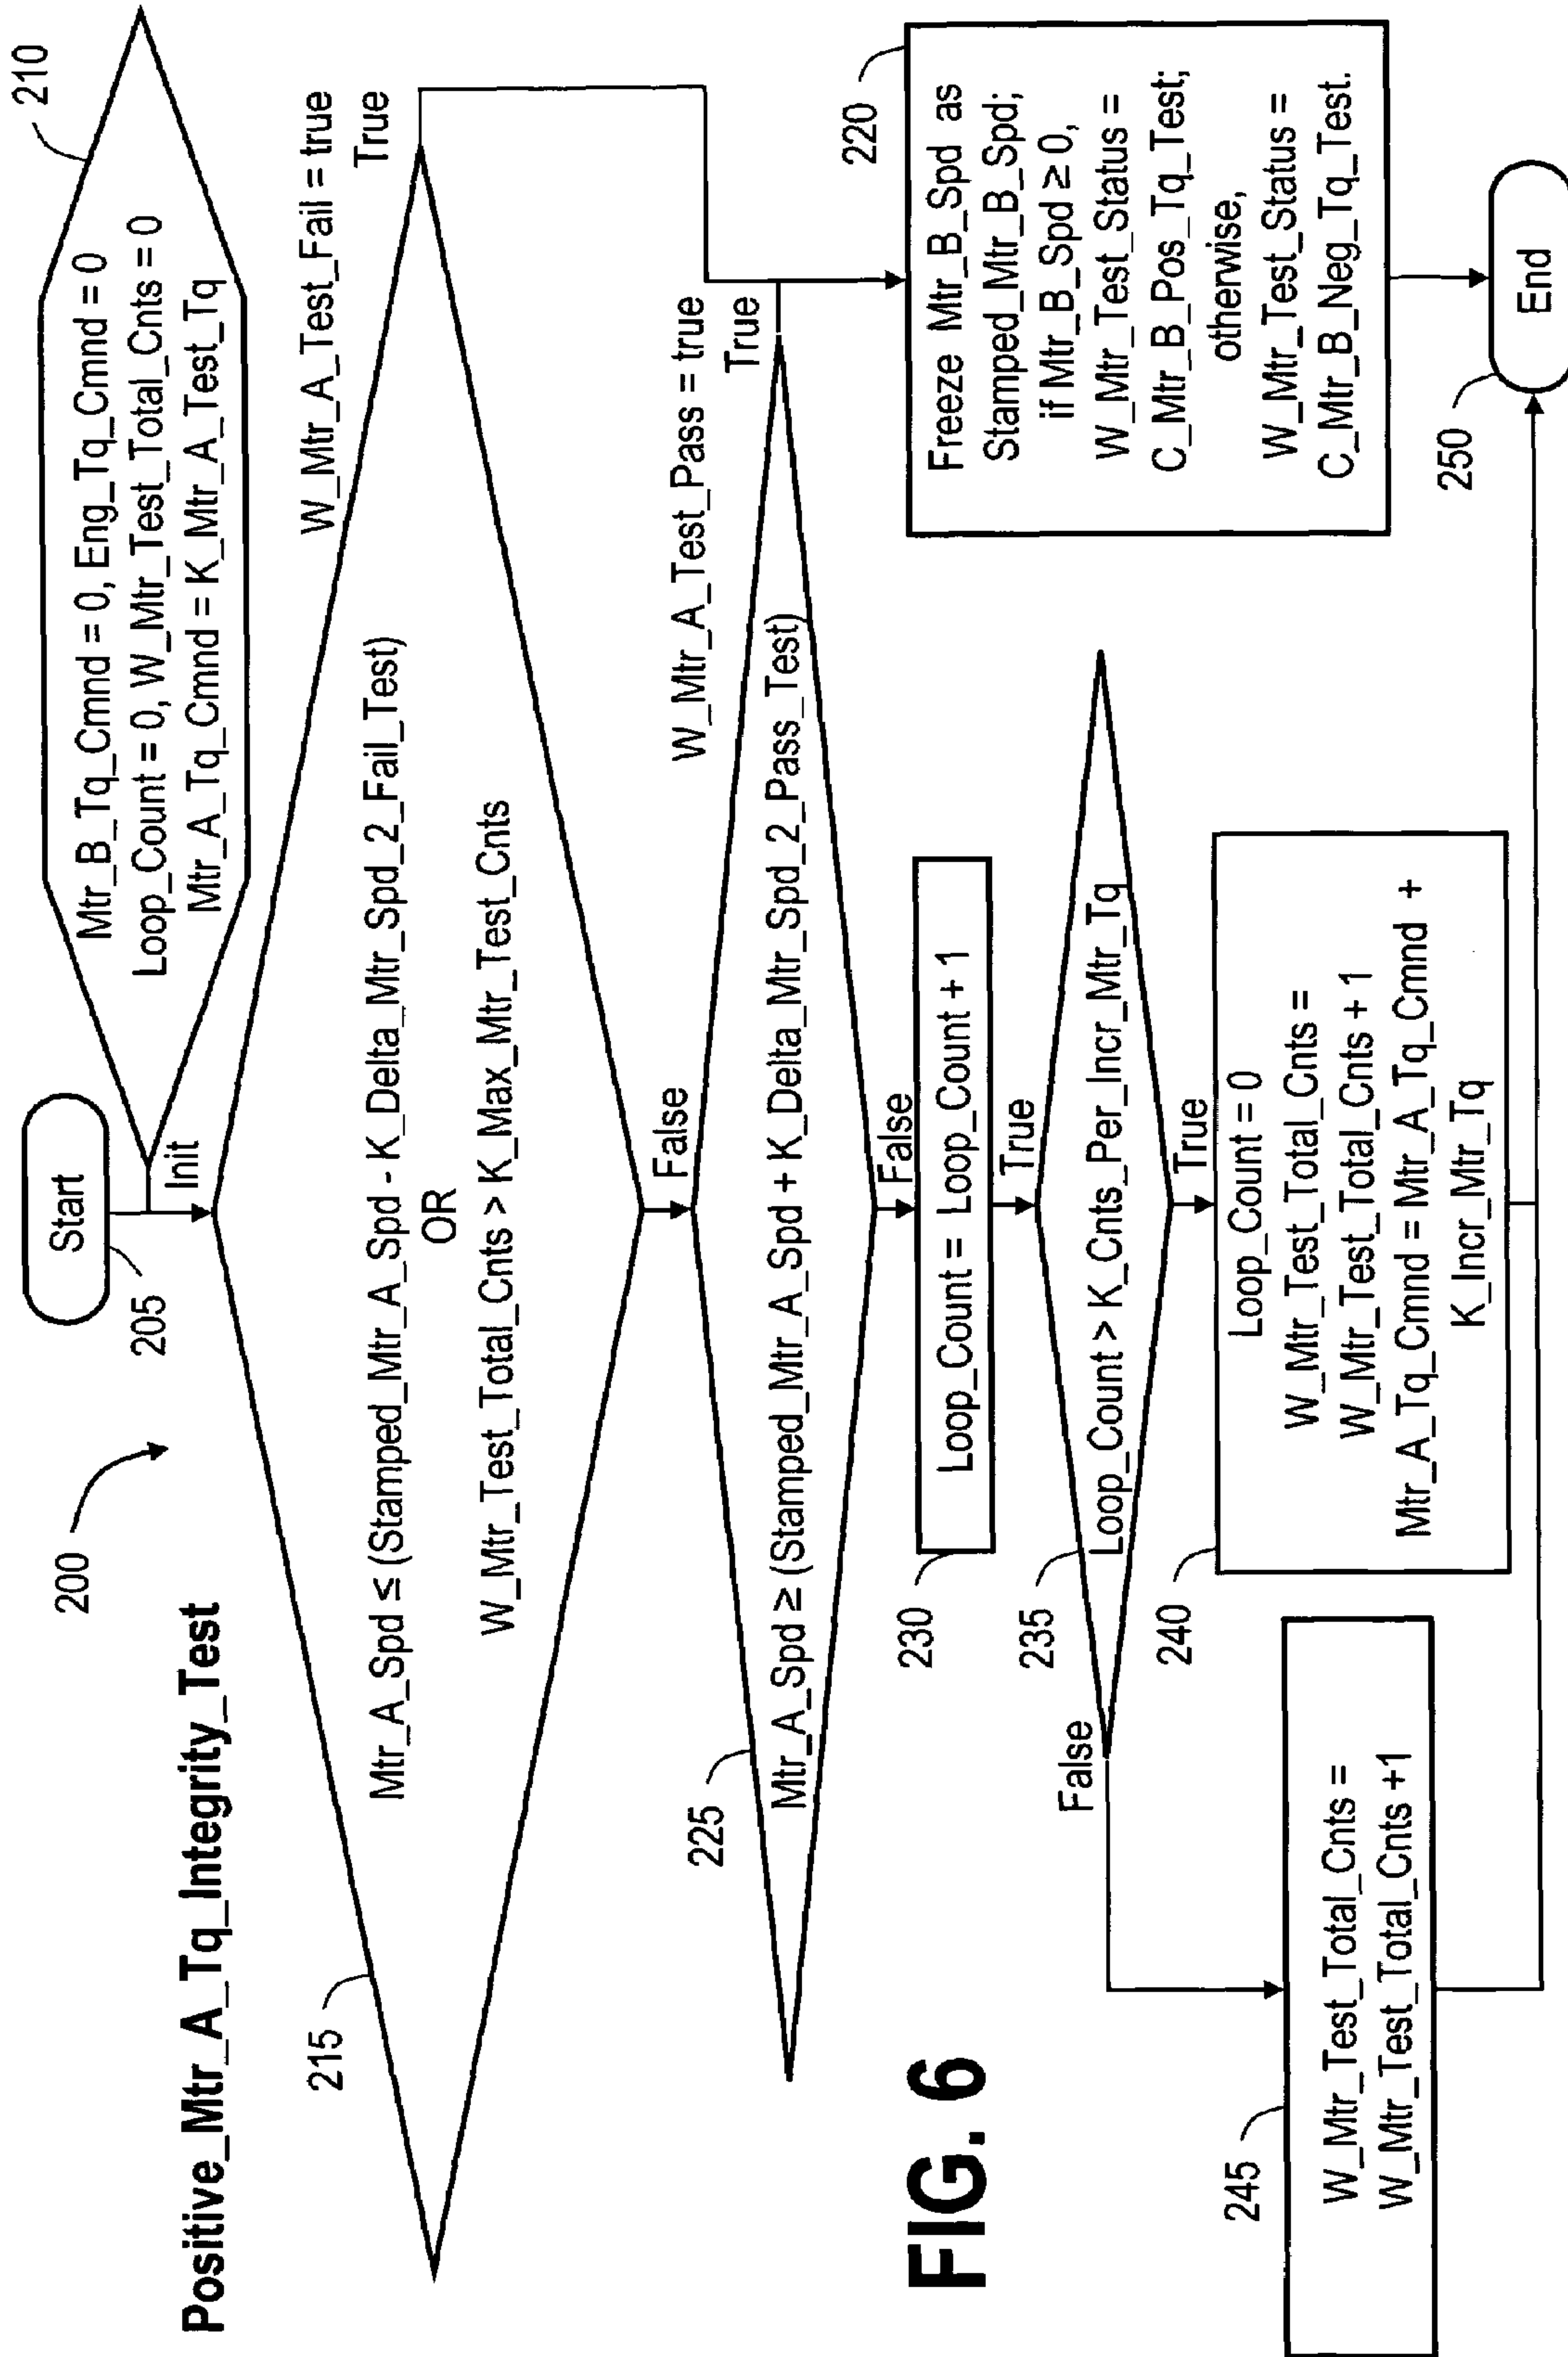 Positive_Mtr_A_Tq_Integrity_Test
200
Start
205
210
Mtr_B_Tq_Cmnd = 0, Eng_Tq_Cmnd = 0
Loop_Count = 0, W_Mtr_Test_Total_Cnts = 0
Mtr_A_Tq_Cmnd = K_Mtr_A_Test_Tq
Init
215
Mtr_A_Spd ≤ (Stamped_Mtr_A_Spd - K_Delta_Mtr_Spd_2_Fail_Test)
OR
W_Mtr_Test_Total_Cnts > K_Max_Mtr_Test_Cnts
W_Mtr_A_Test_Fail = true
True
False
225
Mtr_A_Spd ≥ (Stamped_Mtr_A_Spd + K_Delta_Mtr_Spd_2_Pass_Test)
W_Mtr_A_Test_Pass = true
True
False
220
Freeze Mtr_B_Spd as
Stamped_Mtr_B_Spd;
if Mtr_B_Spd ≥ 0,
W_Mtr_Test_Status =
C_Mtr_B_Pos_Tq_Test;
otherwise,
W_Mtr_Test_Status =
C_Mtr_B_Neg_Tq_Test.
230
Loop_Count = Loop_Count + 1
True
235
Loop_Count > K_Cnts_Per_Incr_Mtr_Tq
False
True
240
Loop_Count = 0
W_Mtr_Test_Total_Cnts =
W_Mtr_Test_Total_Cnts + 1
Mtr_A_Tq_Cmnd = Mtr_A_Tq_Cmnd +
K_Incr_Mtr_Tq
245
W_Mtr_Test_Total_Cnts =
W_Mtr_Test_Total_Cnts +1
250
End
FIG. 6